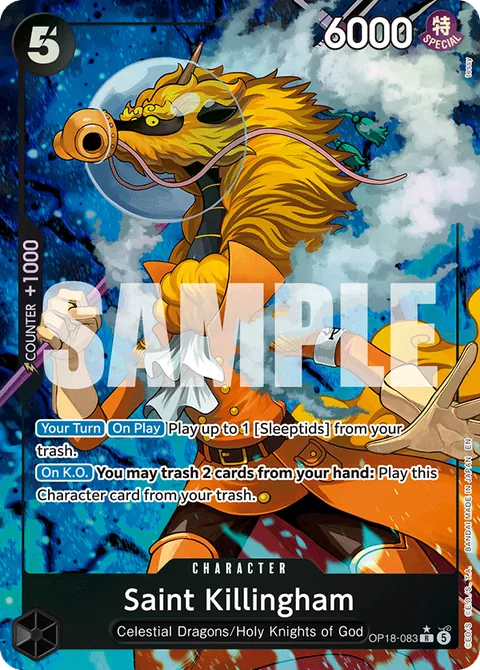 5
6000
特
SPECIAL
tossy
COUNTER +1000
SAMPLE
Your Turn On Play Play up to 1 [Sleeptids] from your
trash.
On K.O. You may trash 2 cards from your hand: Play this
Character card from your trash.
BANDAI MADE IN JAPAN EN
CHARACTER
Saint Killingham
Celestial Dragons/Holy Knights of God
OP18-083 R 5